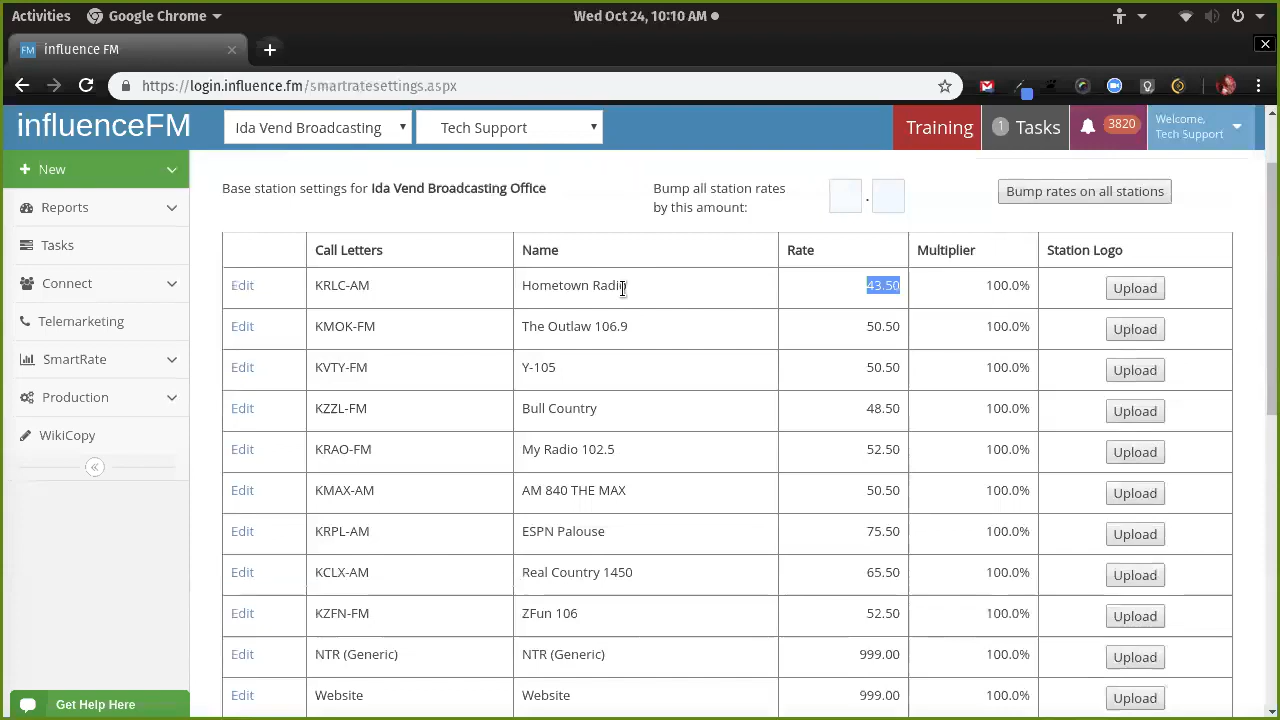 Activities Google Chrome Wed Oct 24, 10:10 AM
FM influence FM
https://login.influence.fm/smartratesettings.aspx
influenceFM Ida Vend Broadcasting Tech Support Training 1 Tasks 3820 Welcome,
Tech Support
New
Reports
Tasks
Connect
Telemarketing
SmartRate
Production
WikiCopy
Get Help Here
Base station settings for Ida Vend Broadcasting Office
Bump all station rates
by this amount:
.
Bump rates on all stations
Call Letters Name Rate Multiplier Station Logo
Edit KRLC-AM Hometown Radio 43.50 100.0% Upload
Edit KMOK-FM The Outlaw 106.9 50.50 100.0% Upload
Edit KVTY-FM Y-105 50.50 100.0% Upload
Edit KZZL-FM Bull Country 48.50 100.0% Upload
Edit KRAO-FM My Radio 102.5 52.50 100.0% Upload
Edit KMAX-AM AM 840 THE MAX 50.50 100.0% Upload
Edit KRPL-AM ESPN Palouse 75.50 100.0% Upload
Edit KCLX-AM Real Country 1450 65.50 100.0% Upload
Edit KZFN-FM ZFun 106 52.50 100.0% Upload
Edit NTR (Generic) NTR (Generic) 999.00 100.0% Upload
Edit Website Website 999.00 100.0% Upload